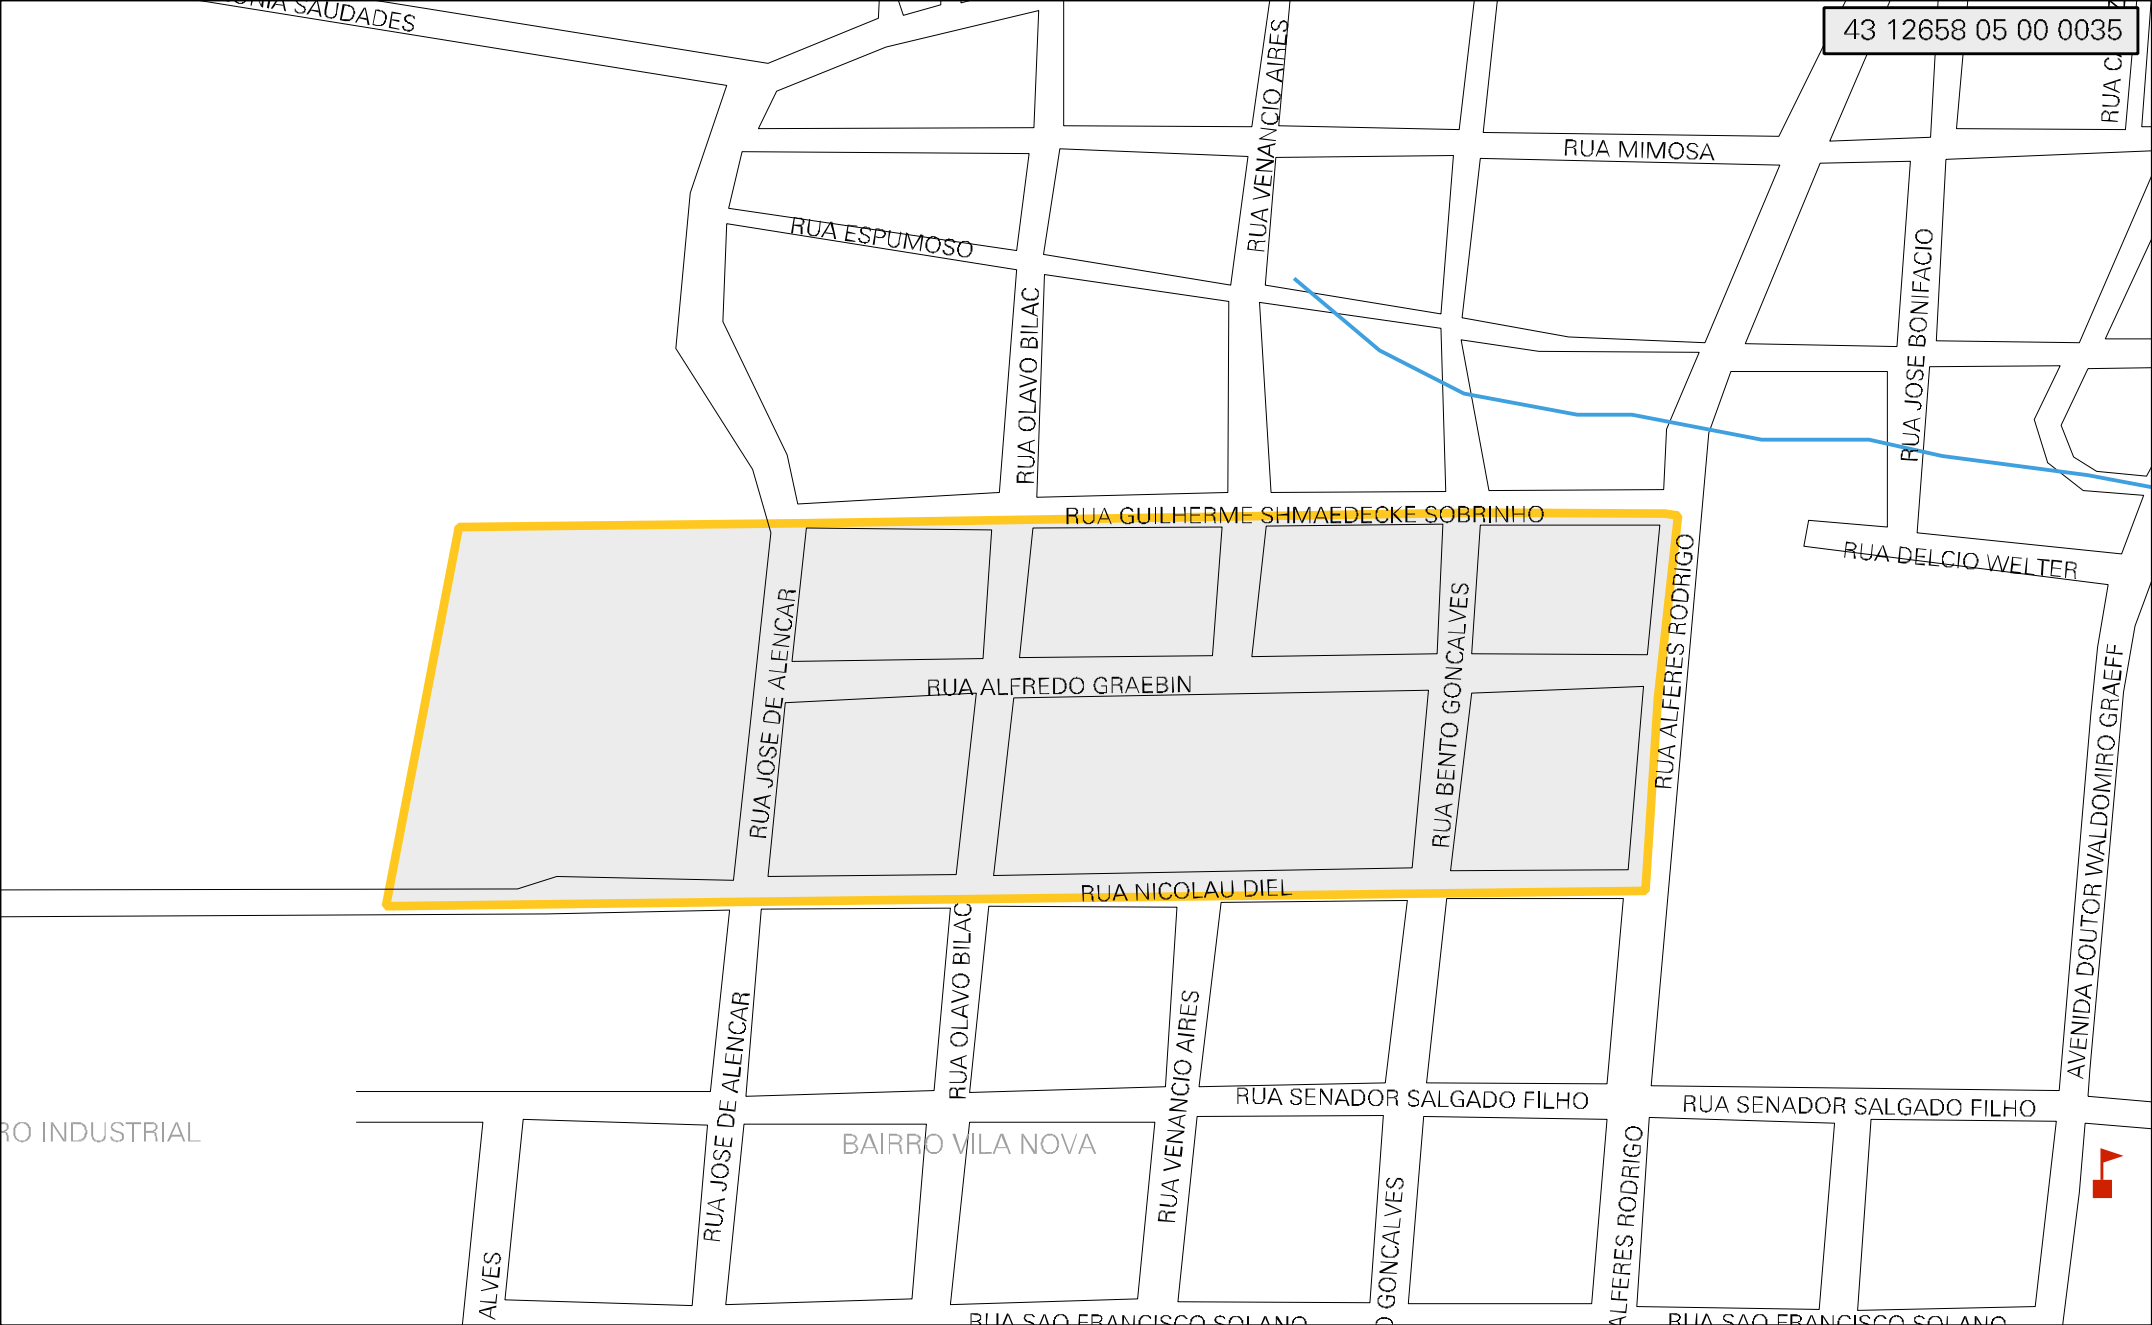 SAUDADES
43 12658 05 00 0035
RUA VENANCIO AIRES
RUA
RUA MIMOSA
RUA ESPUMOSO
RUA OLAVO BILAC
RUA JOSE BONIFACIO
RUA GUILHERME SHMAEDECKE SOBRINHO
RUA DELCIO WELTER
RUA JOSE DE ALENCAR
RUA ALFREDO GRAEBIN
RUA BENTO GONCALVES
RUA ALFERES RODRIGO
AVENIDA DOUTOR WALDOMIRO GRAEFF
RUA NICOLAU DIEL
RUA OLAVO BILAC
RUA JOSE DE ALENCAR
RUA VENANCIO AIRES
RUA SENADOR SALGADO FILHO
RUA SENADOR SALGADO FILHO
RO INDUSTRIAL
BAIRRO VILA NOVA
ALVES
O GONCALVES
ALFERES RODRIGO
RUA SAO FRANCISCO SOLANO
RUA SAO FRANCISCO SOLANO